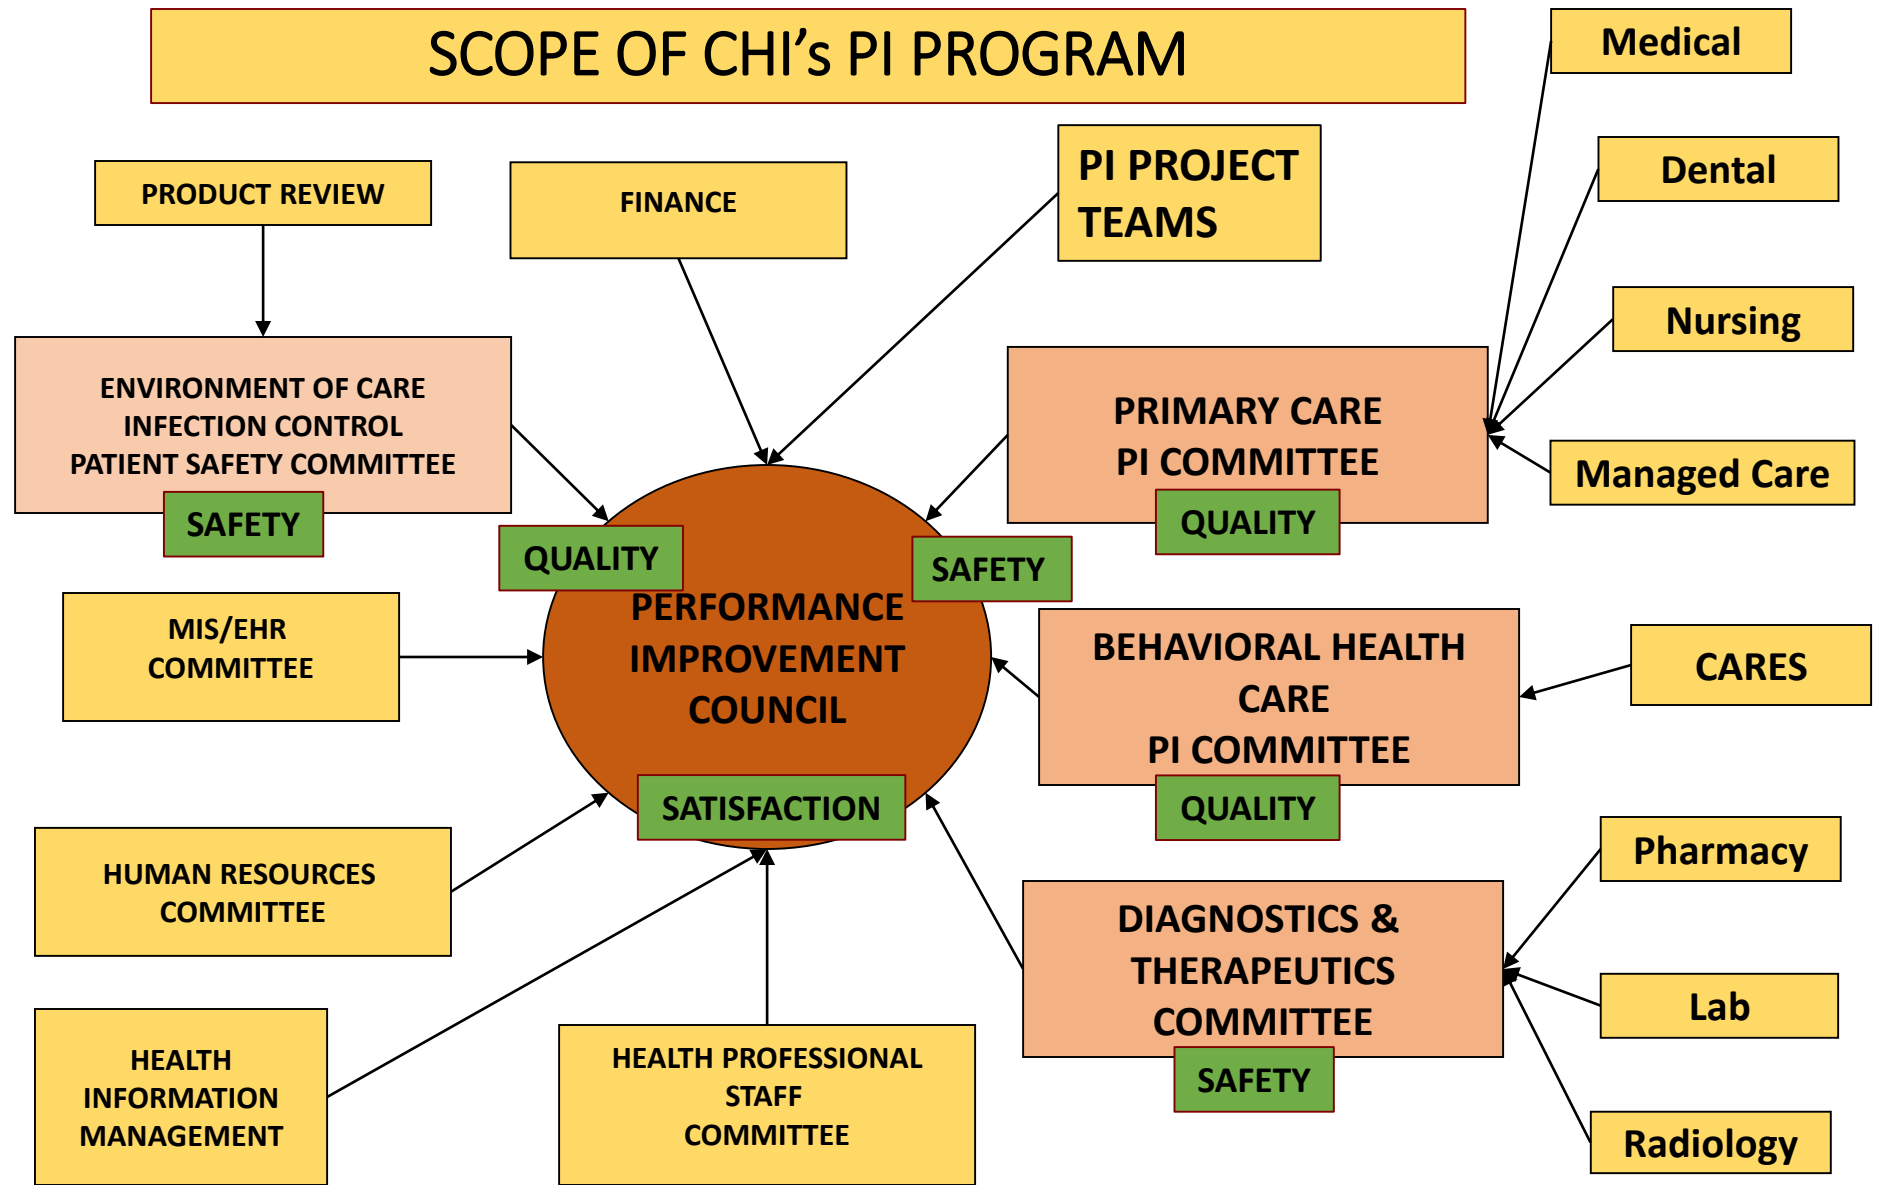 SCOPE OF CHI's PI PROGRAM
Medical
Dental
Nursing
Managed Care
PRODUCT REVIEW
FINANCE
PI PROJECT
TEAMS
ENVIRONMENT OF CARE
INFECTION CONTROL
PATIENT SAFETY COMMITTEE
SAFETY
PRIMARY CARE
PI COMMITTEE
QUALITY
QUALITY
SAFETY
PERFORMANCE
IMPROVEMENT
COUNCIL
SATISFACTION
MIS/EHR
COMMITTEE
BEHAVIORAL HEALTH
CARE
PI COMMITTEE
QUALITY
CARES
HUMAN RESOURCES
COMMITTEE
DIAGNOSTICS &
THERAPEUTICS
COMMITTEE
SAFETY
Pharmacy
Lab
Radiology
HEALTH
INFORMATION
MANAGEMENT
HEALTH PROFESSIONAL
STAFF
COMMITTEE